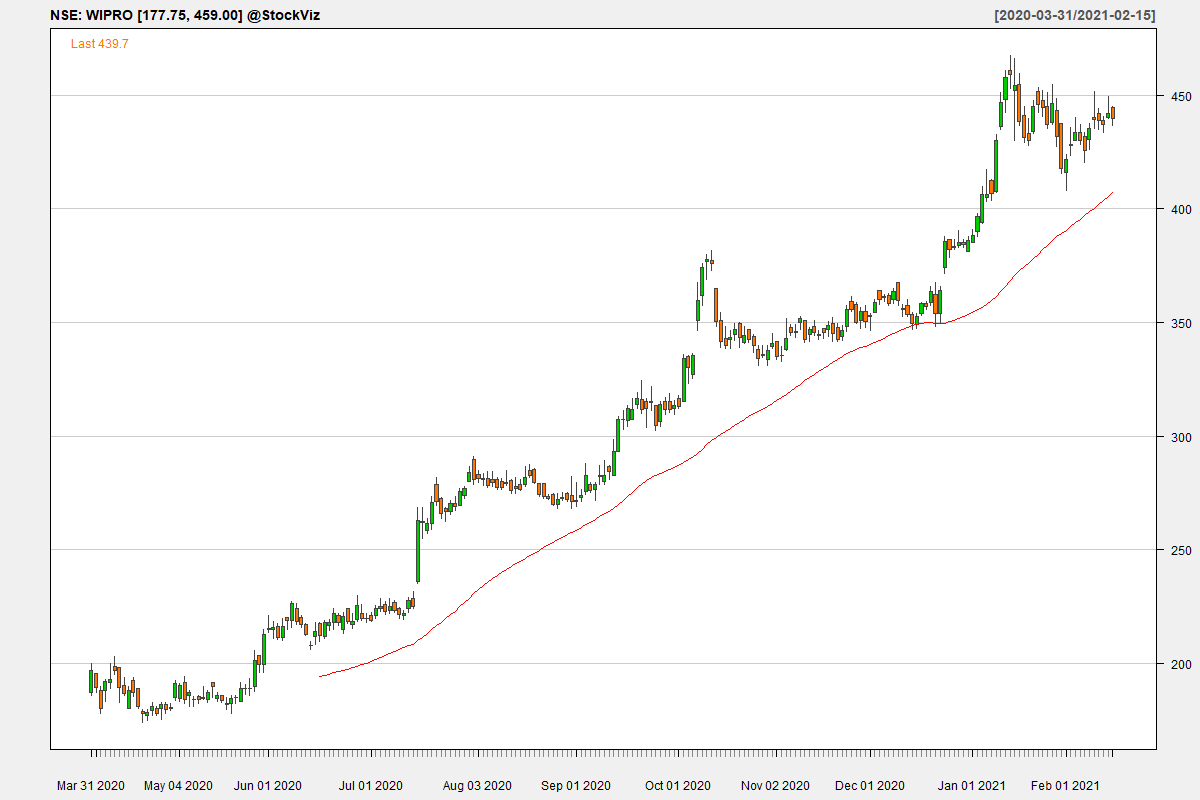 NSE: WIPRO [177.75, 459.00] @StockViz [2020-03-31/2021-02-15]
Last 439.7
450
400
350
300
250
200
Mar 31 2020 May 04 2020 Jun 01 2020 Jul 01 2020 Aug 03 2020 Sep 01 2020 Oct 01 2020 Nov 02 2020 Dec 01 2020 Jan 01 2021 Feb 01 2021